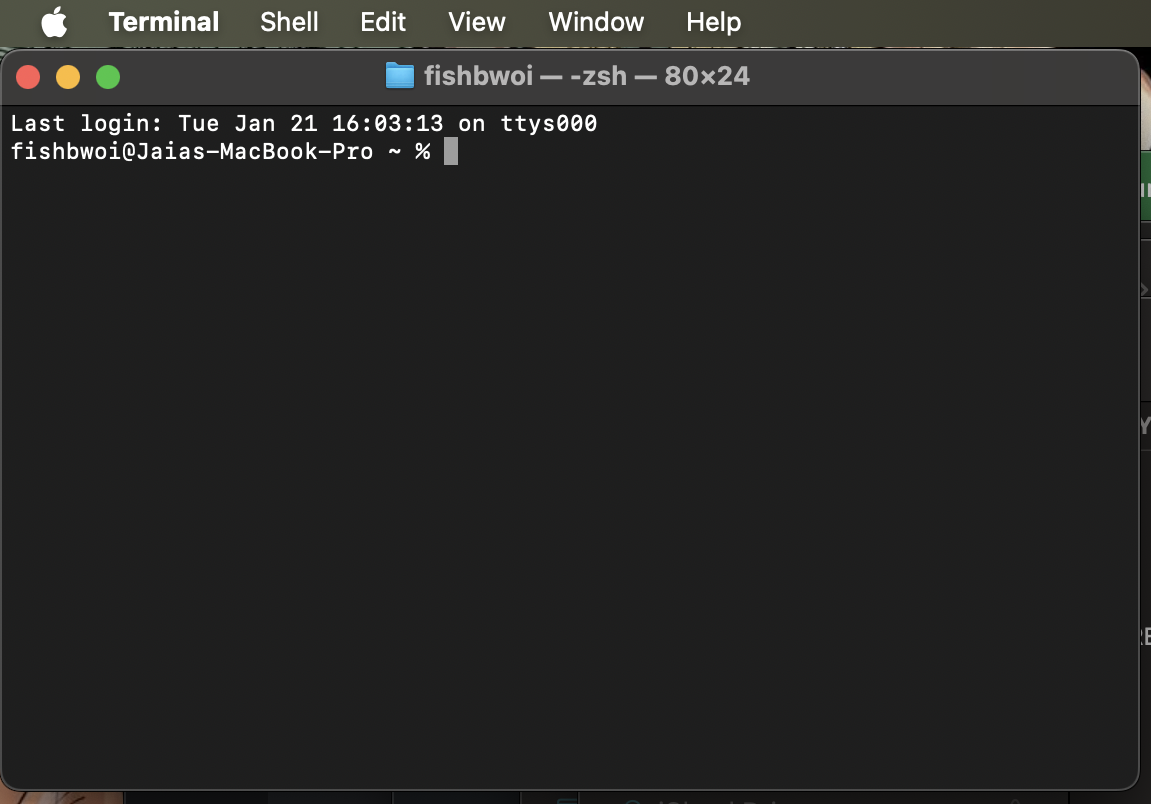 Terminal Shell Edit View Window Help
fishbwoi — -zsh — 80×24
Last login: Tue Jan 21 16:03:13 on ttys000
fishbwoi@Jaias-MacBook-Pro ~ %